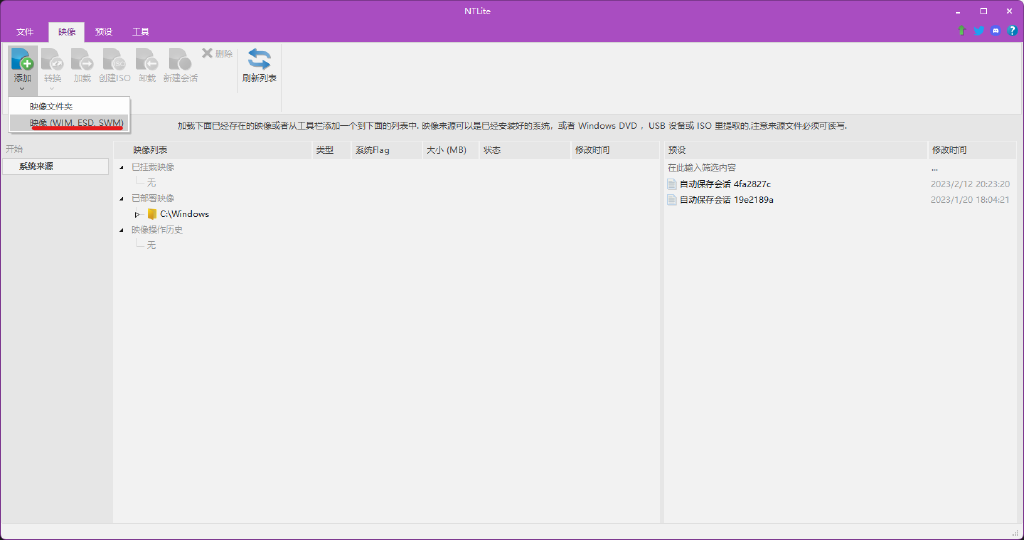 NTLite
文件 映像 预设 工具
添加 转换 加载 创建ISO 卸载 新建会话 删除 刷新列表
映像文件夹
映像 (WIM, ESD, SWM)
加载下面已经存在的映像或者从工具栏添加一个到下面的列表中. 映像来源可以是已经安装好的系统，或者 Windows DVD ，USB 设备或 ISO 里提取的,注意来源文件必须可读写.
开始 映像列表 类型 系统Flag 大小 (MB) 状态 修改时间 预设 修改时间
系统来源 已挂载映像 在此输入筛选内容 ...
无 自动保存会话 4fa2827c 2023/2/12 20:23:20
已部署映像 自动保存会话 19e2189a 2023/1/20 18:04:21
C:\Windows
映像操作历史
无